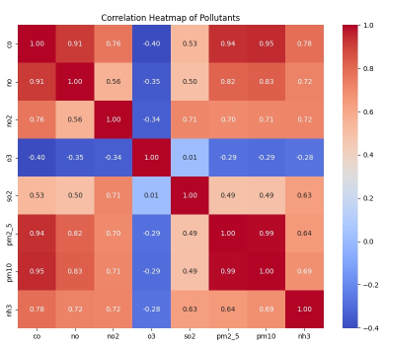 Correlation Heatmap of Pollutants
co 1.00 0.91 0.76 -0.40 0.53 0.94 0.95 0.78
no 0.91 1.00 0.56 -0.35 0.50 0.82 0.83 0.72
no2 0.76 0.56 1.00 -0.34 0.71 0.70 0.71 0.72
o3 -0.40 -0.35 -0.34 1.00 0.01 -0.29 -0.29 -0.28
so2 0.53 0.50 0.71 0.01 1.00 0.49 0.49 0.63
pm2_5 0.94 0.82 0.70 -0.29 0.49 1.00 0.99 0.64
pm10 0.95 0.83 0.71 -0.29 0.49 0.99 1.00 0.69
nh3 0.78 0.72 0.72 -0.28 0.63 0.64 0.69 1.00
co no no2 o3 so2 pm2_5 pm10 nh3
1.0
0.8
0.6
0.4
0.2
0.0
-0.2
-0.4